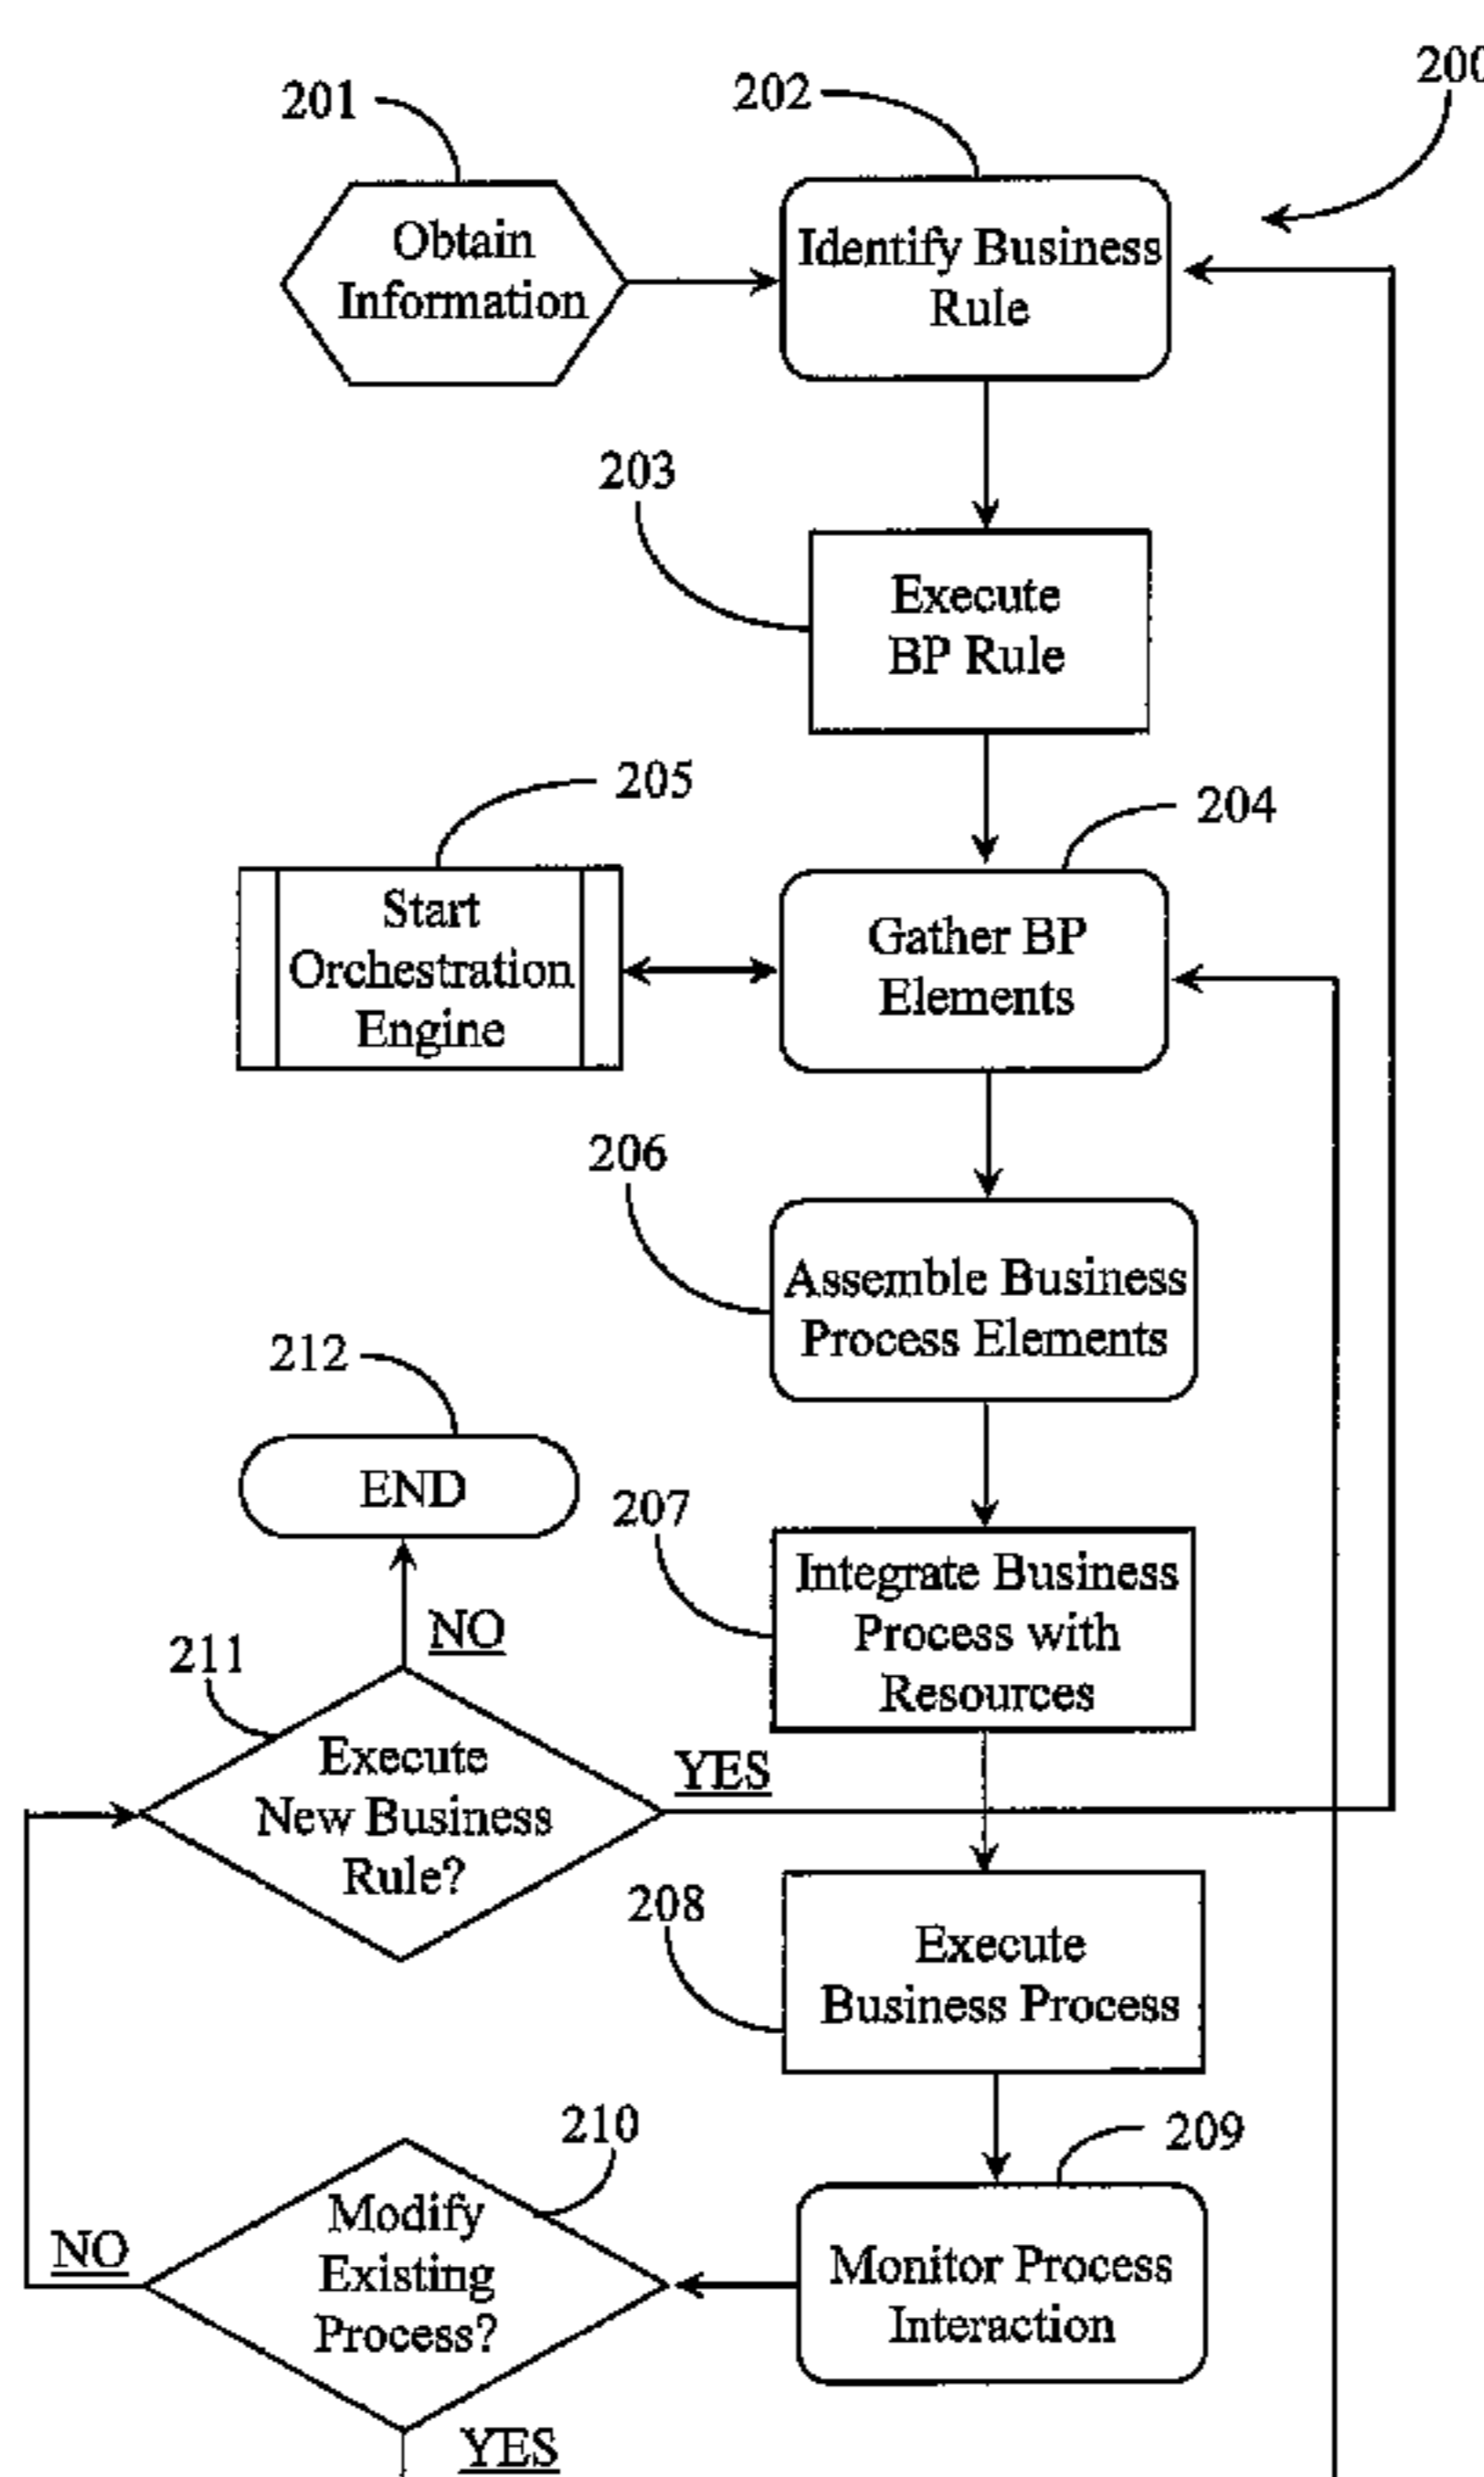 200
201
202
Obtain
Information
Identify Business
Rule
203
Execute
BP Rule
205
204
Start
Orchestration
Engine
Gather BP
Elements
206
Assemble Business
Process Elements
212
END
207
Integrate Business
Process with
Resources
NO
211
Execute
New Business
Rule?
YES
208
Execute
Business Process
210
209
Modify
Existing
Process?
NO
Monitor Process
Interaction
YES